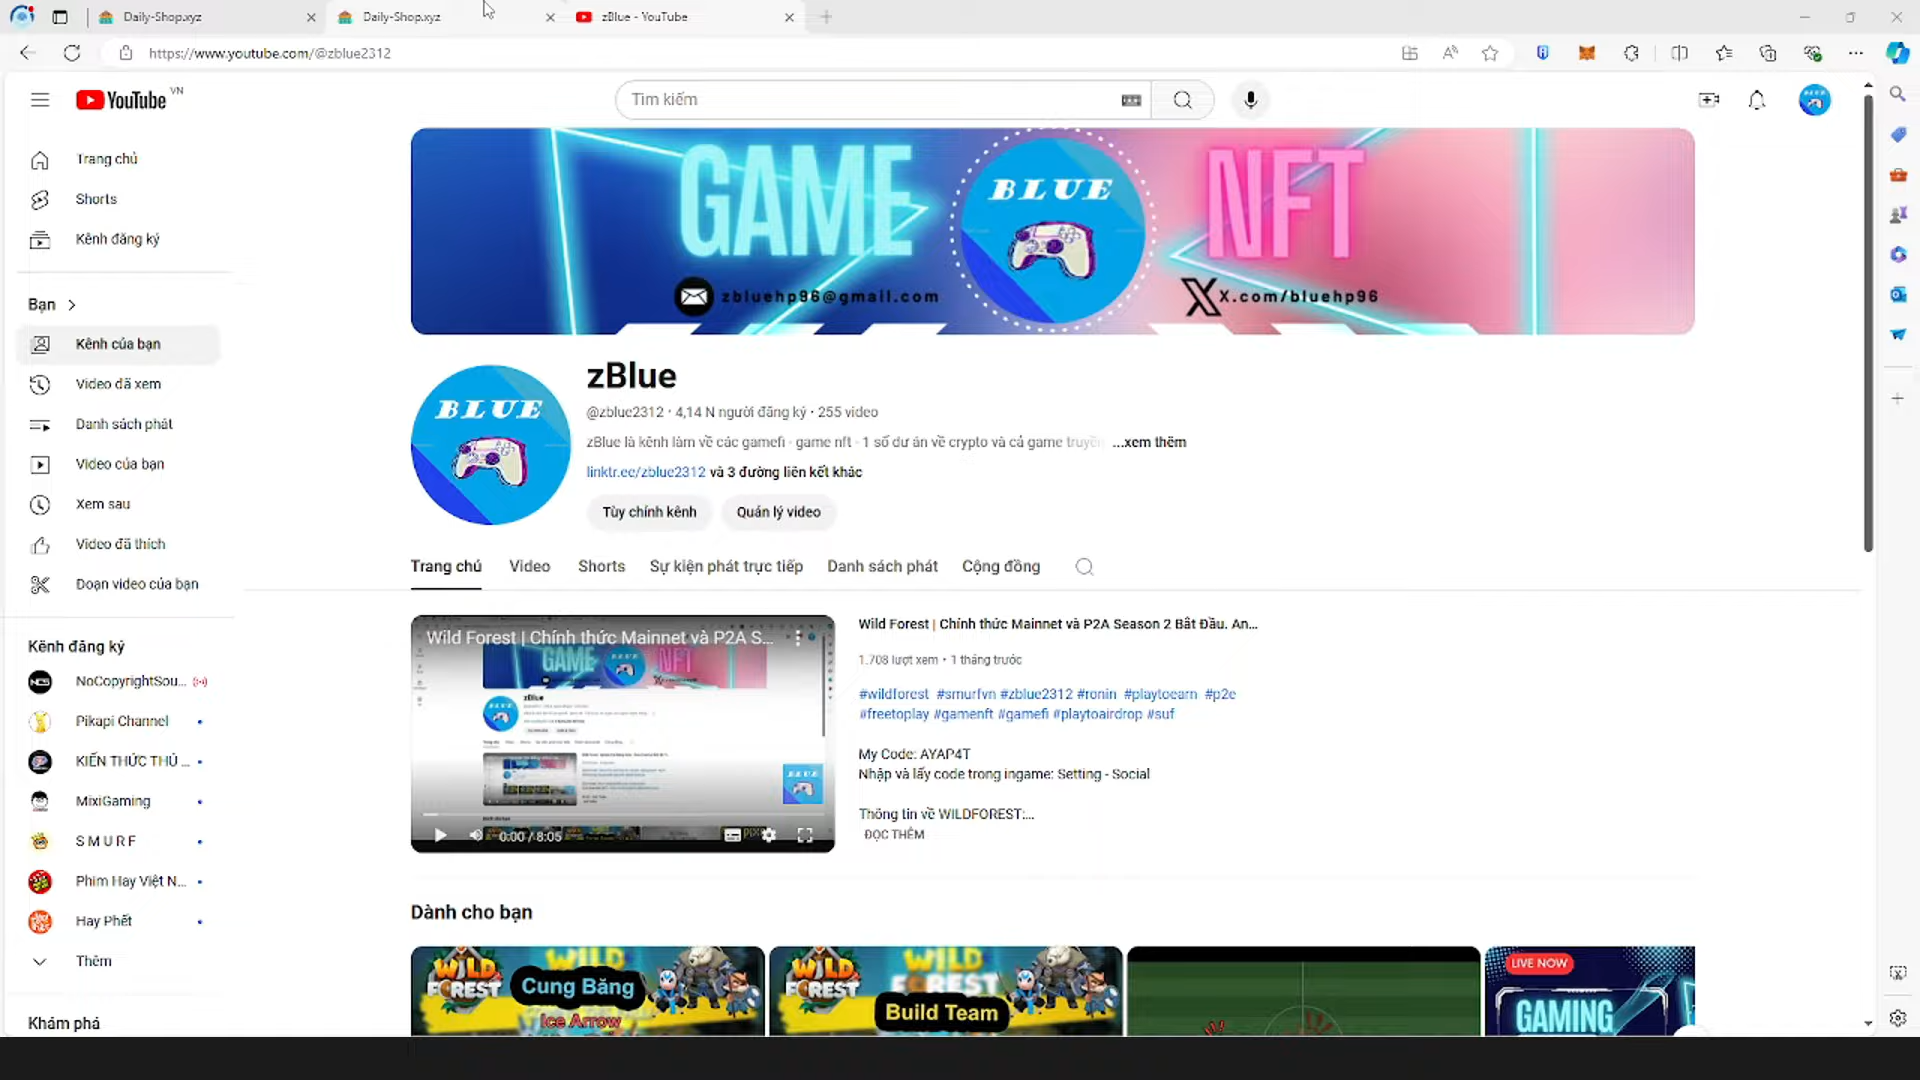 Daily-Shop.xyz
Daily-Shop.xyz
zBlue - YouTube
https://www.youtube.com/@zblue2312
YouTube VN
Tìm kiếm
Trang chủ
Shorts
Kênh đăng ký
Bạn
Kênh của bạn
Video đã xem
Danh sách phát
Video của bạn
Xem sau
Video đã thích
Đoạn video của bạn
Kênh đăng ký
NoCopyrightSou...
Pikapi Channel
KIẾN THỨC THÚ ...
MixiGaming
S M U R F
Phim Hay Việt N...
Hay Phết
Thêm
Khám phá
GAME
BLUE
NFT
zbluehp96@gmail.com
X.com/bluehp96
BLUE
zBlue
@zblue2312 · 4,14 N người đăng ký · 255 video
zBlue là kênh làm về các gamefi - game nft - 1 số dự án về crypto và cả game truyền ...xem thêm
linktr.ee/zblue2312 và 3 đường liên kết khác
Tùy chỉnh kênh
Quản lý video
Trang chủ
Video
Shorts
Sự kiện phát trực tiếp
Danh sách phát
Cộng đồng
Wild Forest | Chính thức Mainnet và P2A S...
GAME
NFT
zBlue
BLUE
0:00 / 8:05
Wild Forest | Chính thức Mainnet và P2A Season 2 Bắt Đầu. An...
1.708 lượt xem • 1 tháng trước
#wildforest #smurfvn #zblue2312 #ronin #playtoearn #p2e
#freetoplay #gamenft #gamefi #playtoairdrop #suf
My Code: AYAP4T
Nhập và lấy code trong ingame: Setting - Social
Thông tin về WILDFOREST:...
ĐỌC THÊM
Dành cho bạn
WILD FOREST
Cung Băng
Ice Arrow
WILD FOREST
Build Team
LIVE NOW
GAMING